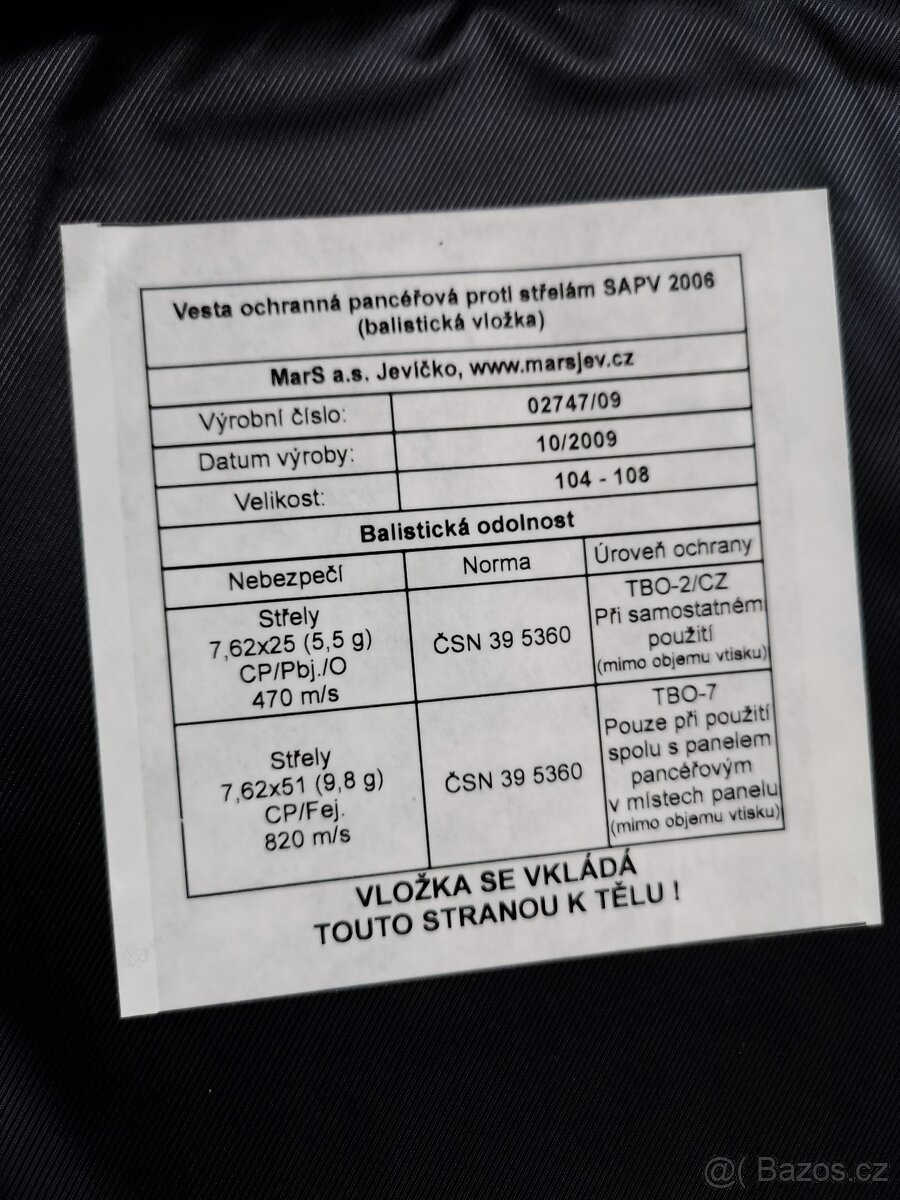 Vesta ochranná pancéřová proti střelám SAPV 2006
(balistická vložka)
MarS a.s. Jevíčko, www.marsjev.cz
Výrobní číslo: 02747/09
Datum výroby: 10/2009
Velikost: 104 - 108
Balistická odolnost
Nebezpečí Norma Úroveň ochrany
Střely
7,62x25 (5,5 g)
CP/Pbj./O
470 m/s
ČSN 39 5360
TBO-2/CZ
Při samostatném
použití
(mimo objemu vtisku)
Střely
7,62x51 (9,8 g)
CP/Fej.
820 m/s
ČSN 39 5360
TBO-7
Pouze při použití
spolu s panelem
pancéřovým
v místech panelu
(mimo objemu vtisku)
VLOŽKA SE VKLÁDÁ
TOUTO STRANOU K TĚLU !
@( Bazos.cz